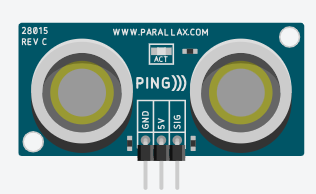 28015
REV C
WWW.PARALLAX.COM
ACT
PING)))
GND
5V
SIG